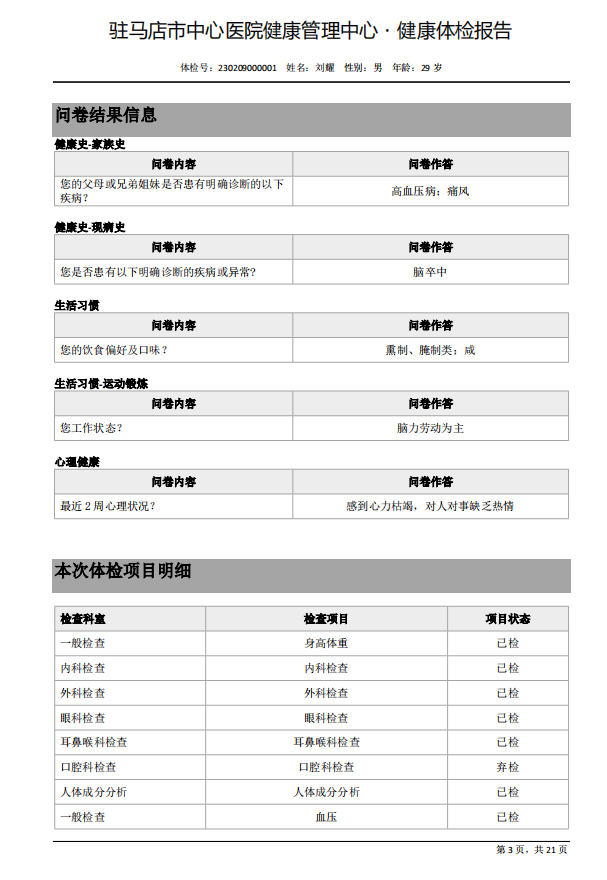 驻马店市中心医院健康管理中心 · 健康体检报告
体检号：230209000001 姓名：刘耀 性别：男 年龄：29 岁
问卷结果信息
健康史-家族史
问卷内容 问卷作答
您的父母或兄弟姐妹是否患有明确诊断的以下
疾病？ 高血压病；痛风
健康史-现病史
问卷内容 问卷作答
您是否患有以下明确诊断的疾病或异常？ 脑卒中
生活习惯
问卷内容 问卷作答
您的饮食偏好及口味？ 熏制、腌制类；咸
生活习惯-运动锻炼
问卷内容 问卷作答
您工作状态？ 脑力劳动为主
心理健康
问卷内容 问卷作答
最近 2 周心理状况？ 感到心力枯竭，对人对事缺乏热情
本次体检项目明细
检查科室 检查项目 项目状态
一般检查 身高体重 已检
内科检查 内科检查 已检
外科检查 外科检查 已检
眼科检查 眼科检查 已检
耳鼻喉科检查 耳鼻喉科检查 已检
口腔科检查 口腔科检查 弃检
人体成分分析 人体成分分析 已检
一般检查 血压 已检
第 3 页，共 21 页